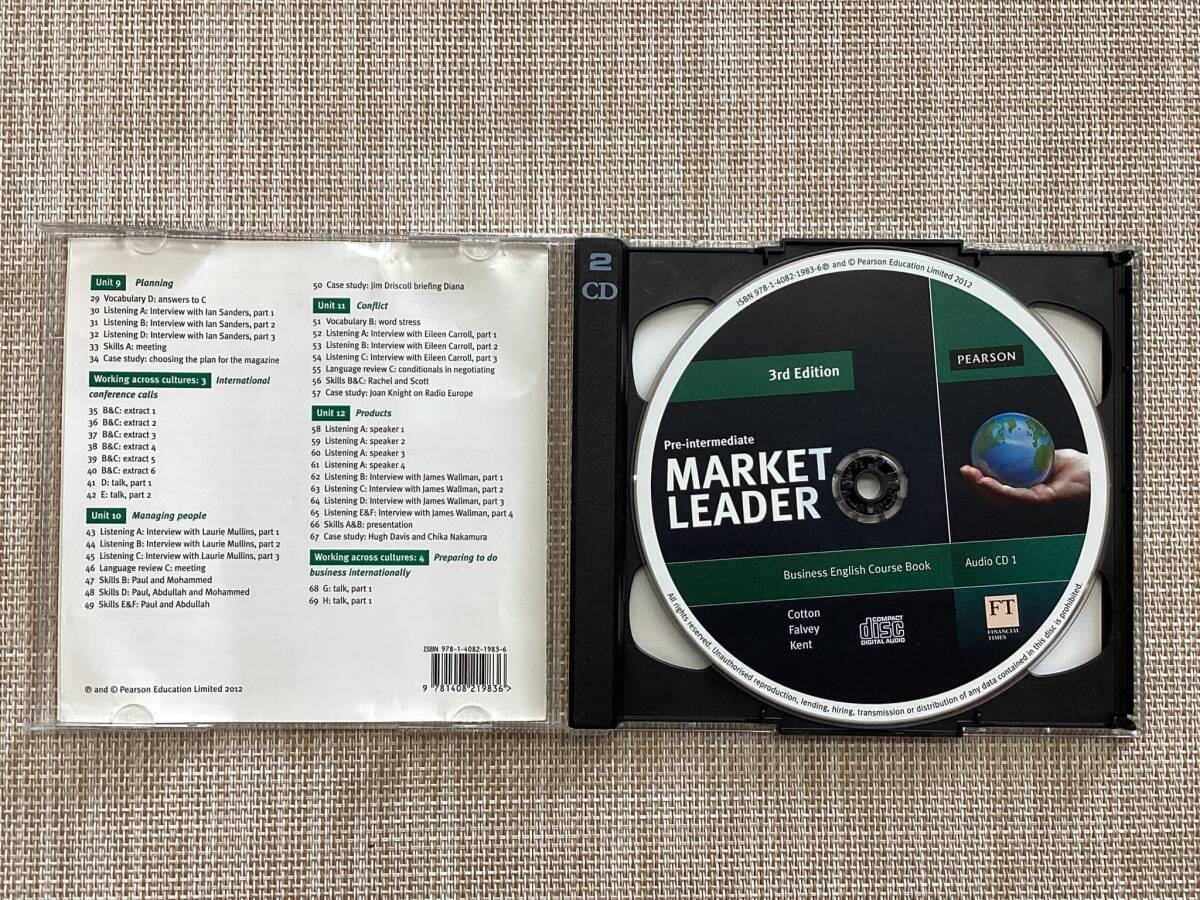 Unit 9 Planning
29 Vocabulary D: answers to C
30 Listening A: Interview with Ian Sanders, part 1
31 Listening B: Interview with Ian Sanders, part 2
32 Listening D: Interview with Ian Sanders, part 3
33 Skills A: meeting
34 Case study: choosing the plan for the magazine
Working across cultures: 3 International
conference calls
35 B&C: extract 1
36 B&C: extract 2
37 B&C: extract 3
38 B&C: extract 4
39 B&C: extract 5
40 B&C: extract 6
41 D: talk, part 1
42 E: talk, part 2
Unit 10 Managing people
43 Listening A: Interview with Laurie Mullins, part 1
44 Listening B: Interview with Laurie Mullins, part 2
45 Listening C: Interview with Laurie Mullins, part 3
46 Language review C: meeting
47 Skills B: Paul and Mohammed
48 Skills D: Paul, Abdullah and Mohammed
49 Skills E&F: Paul and Abdullah
50 Case study: Jim Driscoll briefing Diana
Unit 11 Conflict
51 Vocabulary B: word stress
52 Listening A: Interview with Eileen Carroll, part 1
53 Listening B: Interview with Eileen Carroll, part 2
54 Listening C: Interview with Eileen Carroll, part 3
55 Language review C: conditionals in negotiating
56 Skills B&C: Rachel and Scott
57 Case study: Joan Knight on Radio Europe
Unit 12 Products
58 Listening A: speaker 1
59 Listening A: speaker 2
60 Listening A: speaker 3
61 Listening A: speaker 4
62 Listening B: Interview with James Wallman, part 1
63 Listening C: Interview with James Wallman, part 2
64 Listening D: Interview with James Wallman, part 3
65 Listening E&F: Interview with James Wallman, part 4
66 Skills A&B: presentation
67 Case study: Hugh Davis and Chika Nakamura
Working across cultures: 4 Preparing to do
business internationally
68 G: talk, part 1
69 H: talk, part 1
ISBN 978-1-4082-1983-6
9 781408 219836 >
℗ and © Pearson Education Limited 2012
2
CD
ISBN 978-1-4082-1983-6 ℗ and © Pearson Education Limited 2012
PEARSON
3rd Edition
Pre-intermediate
MARKET
LEADER
Business English Course Book
Audio CD 1
Cotton
Falvey
Kent
COMPACT
disc
DIGITAL AUDIO
FT
FINANCIAL
TIMES
All rights reserved. Unauthorised reproduction, lending, hiring, transmission or distribution of any data contained in this disc is prohibited.